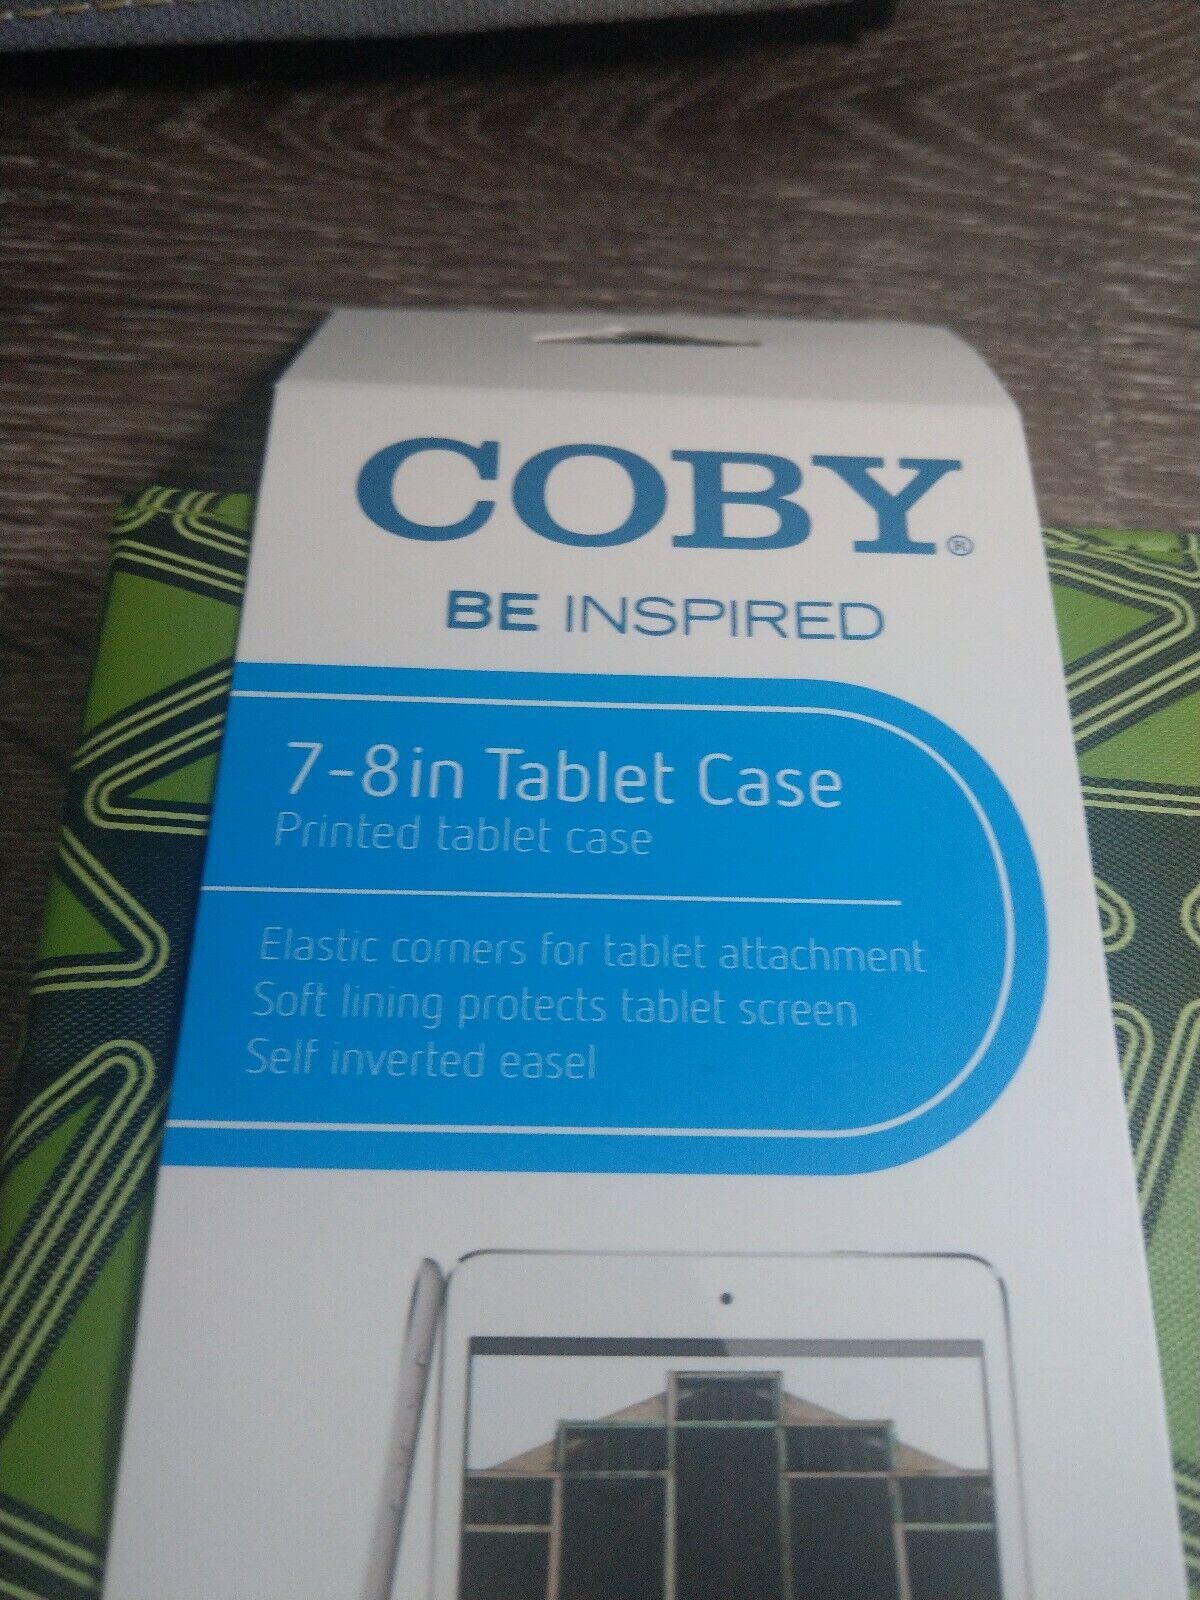 COBY®
BE INSPIRED
7-8in Tablet Case
Printed tablet case
Elastic corners for tablet attachment
Soft lining protects tablet screen
Self inverted easel